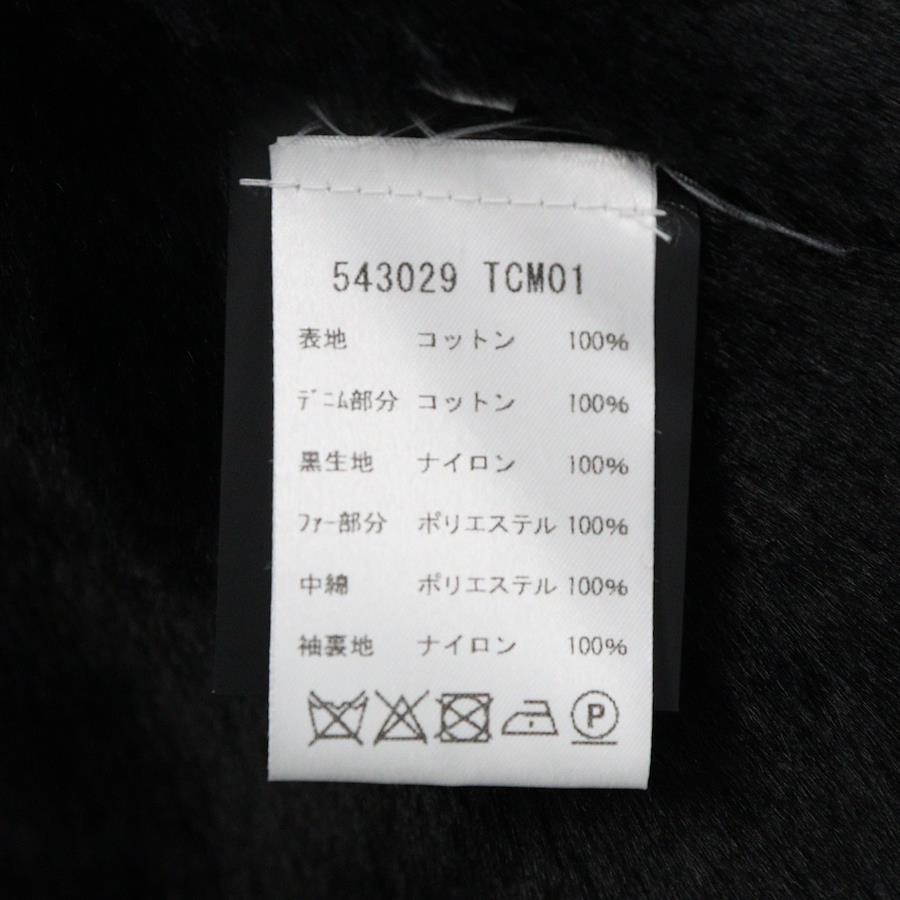 543029 TCM01
表地 コットン 100%
ﾃﾞﾆﾑ部分 コットン 100%
黒生地 ナイロン 100%
ﾌｧｰ部分 ポリエステル 100%
中綿 ポリエステル 100%
袖裏地 ナイロン 100%
P